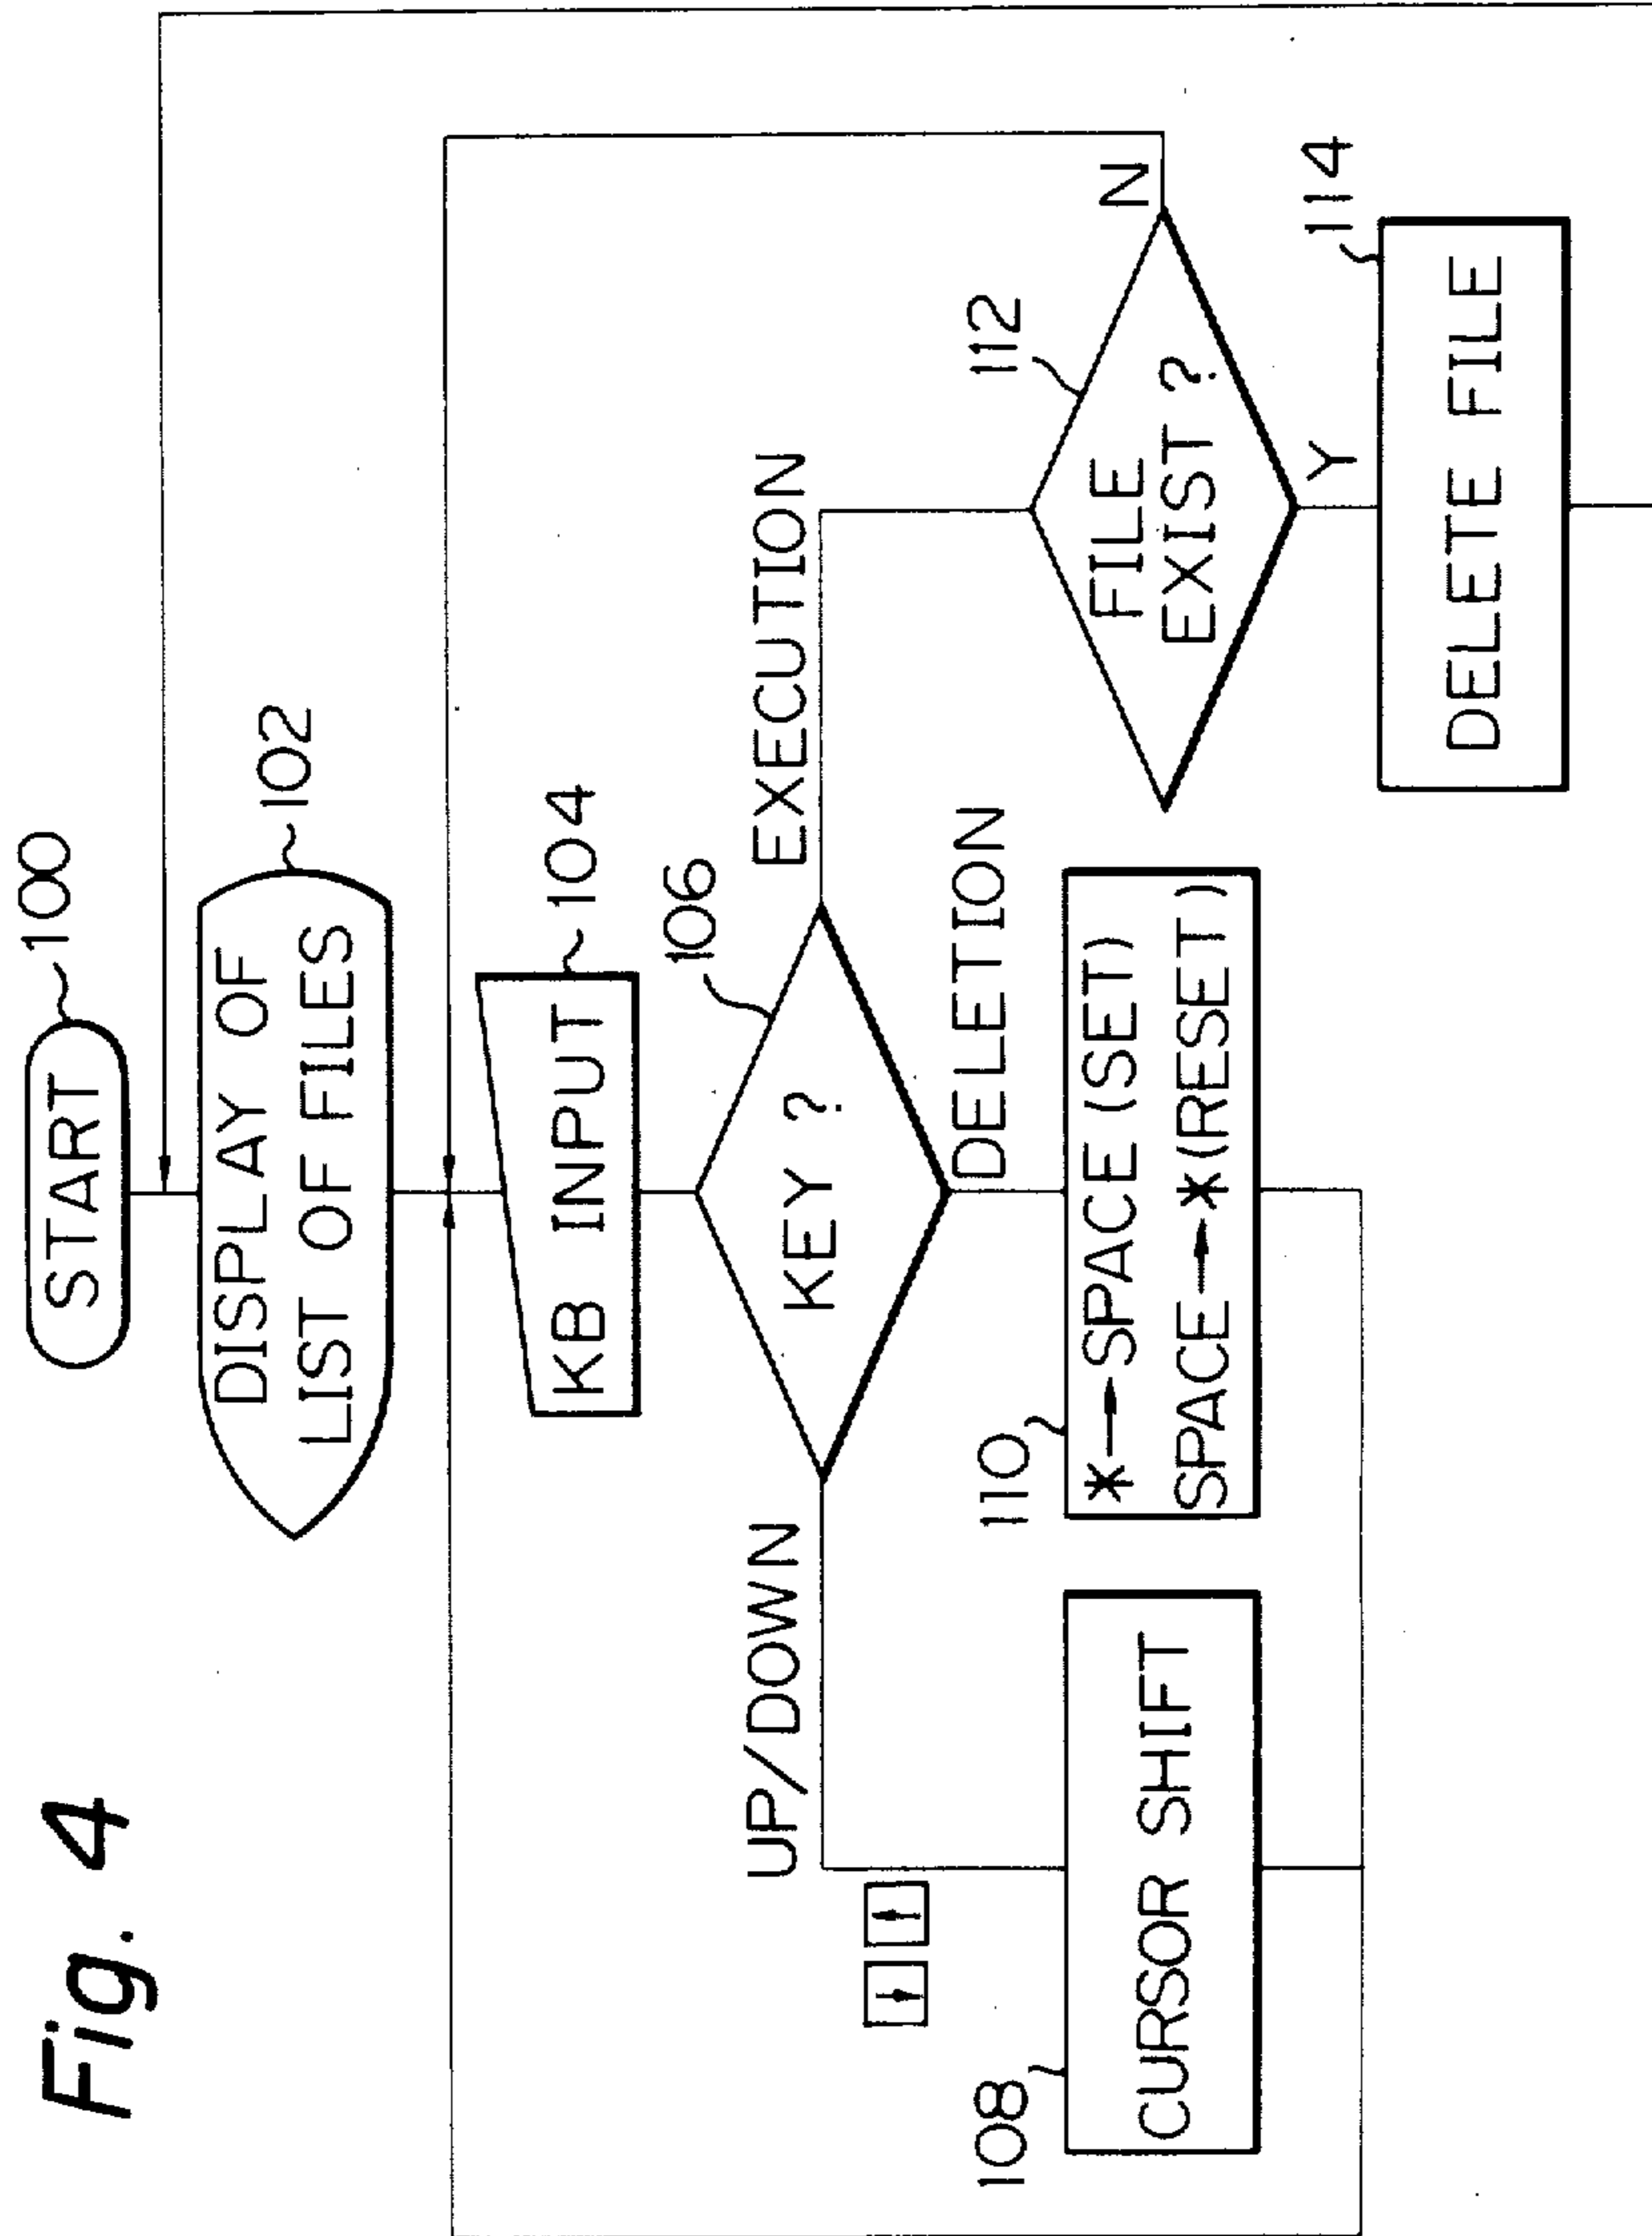 Fig. 4
START
100
DISPLAY OF
LIST OF FILES
102
KB INPUT
104
KEY ?
106
UP/DOWN
EXECUTION
DELETION
↓ ↑
108
CURSOR SHIFT
110
*→SPACE (SET)
SPACE→*(RESET)
112
FILE
EXIST ?
N
Y
114
DELETE FILE